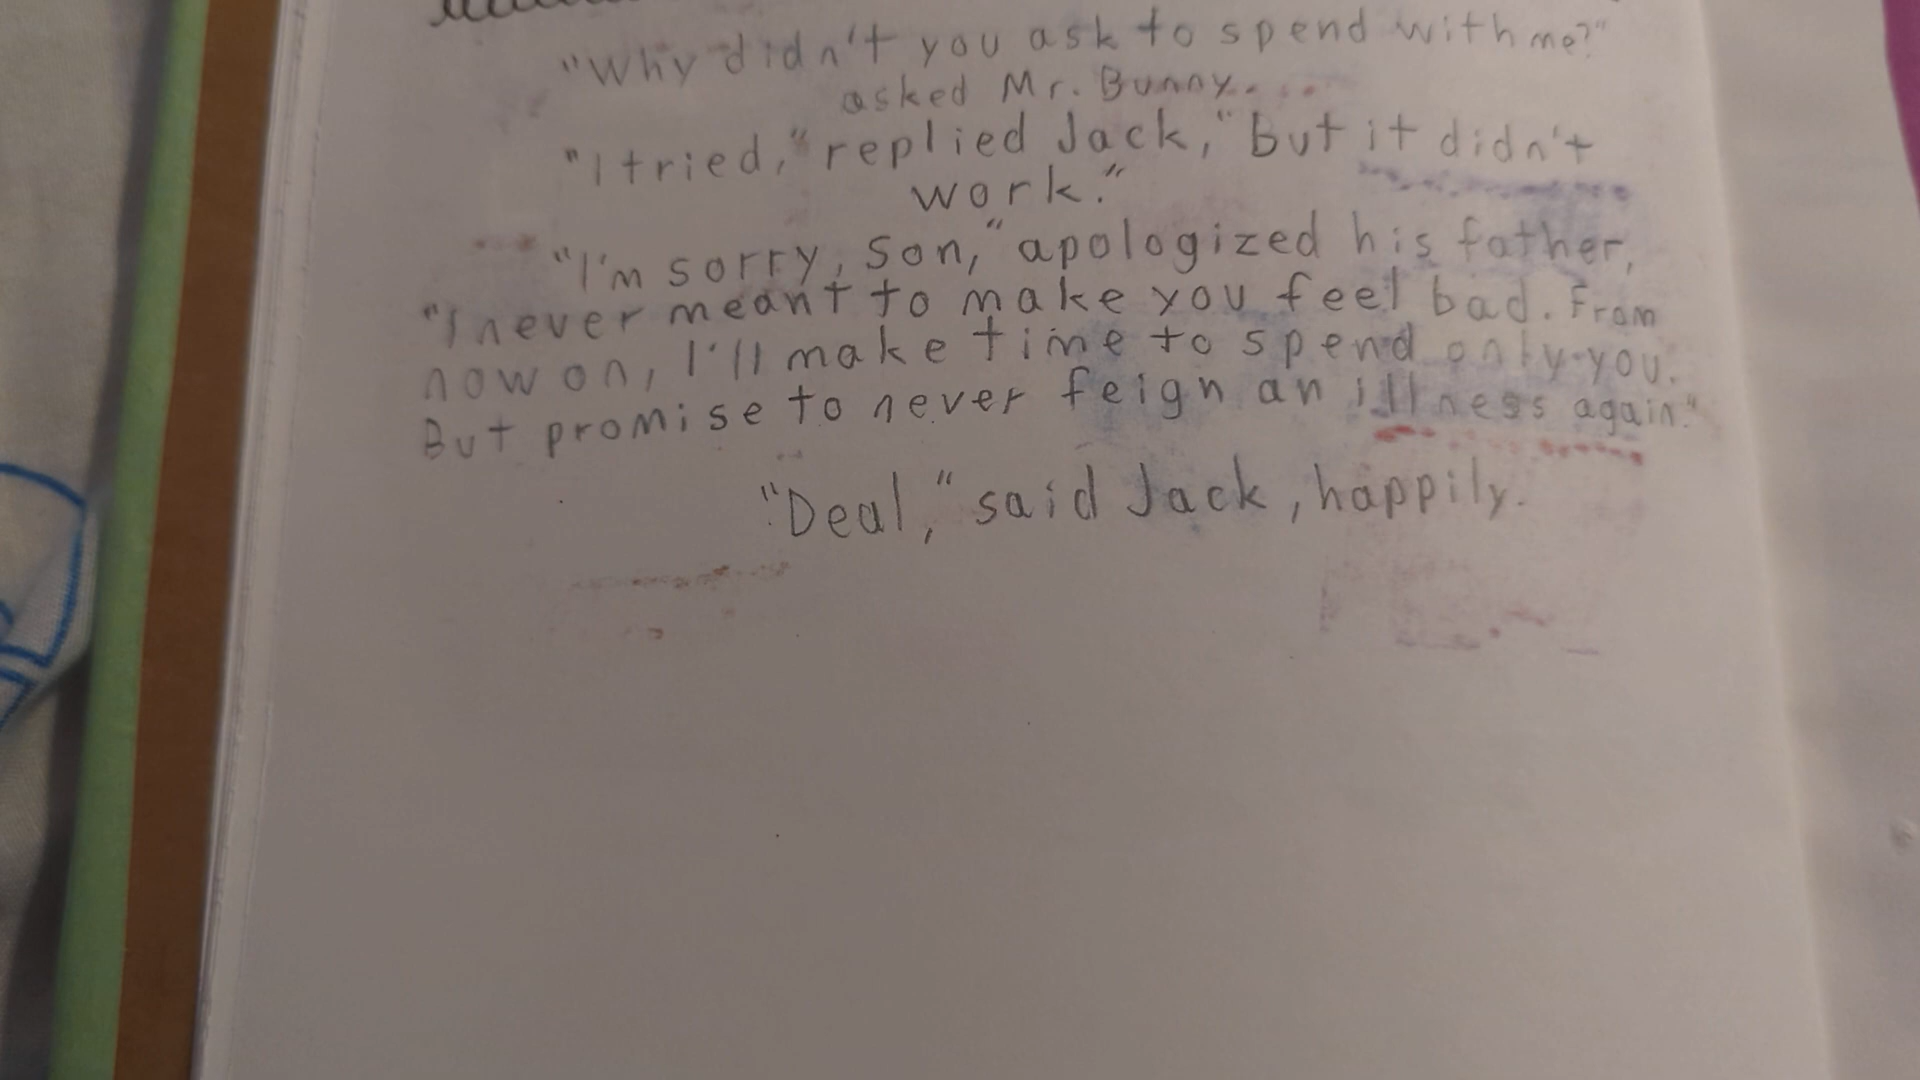 "Why didn't you ask to spend with me?"
asked Mr. Bunny.
"I tried," replied Jack, "But it didn't
work."
"I'm sorry, son," apologized his father,
"I never meant to make you feel bad. From
now on, I'll make time to spend only you.
But promise to never feign an illness again."
"Deal," said Jack, happily.